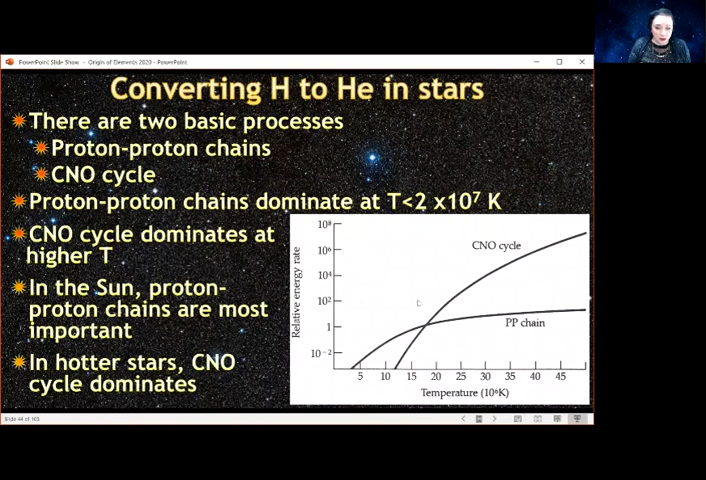 PowerPoint Slide Show - Origin of Elements 2020 - PowerPoint
Converting H to He in stars
There are two basic processes
Proton-proton chains
CNO cycle
Proton-proton chains dominate at T<2 x10⁷ K
CNO cycle dominates at
higher T
In the Sun, proton-
proton chains are most
important
In hotter stars, CNO
cycle dominates
10⁸
10⁶
10⁴
10²
1
10⁻²
Relative energy rate
CNO cycle
PP chain
5 10 15 20 25 30 35 40 45
Temperature (10⁶K)
Slide 44 of 103